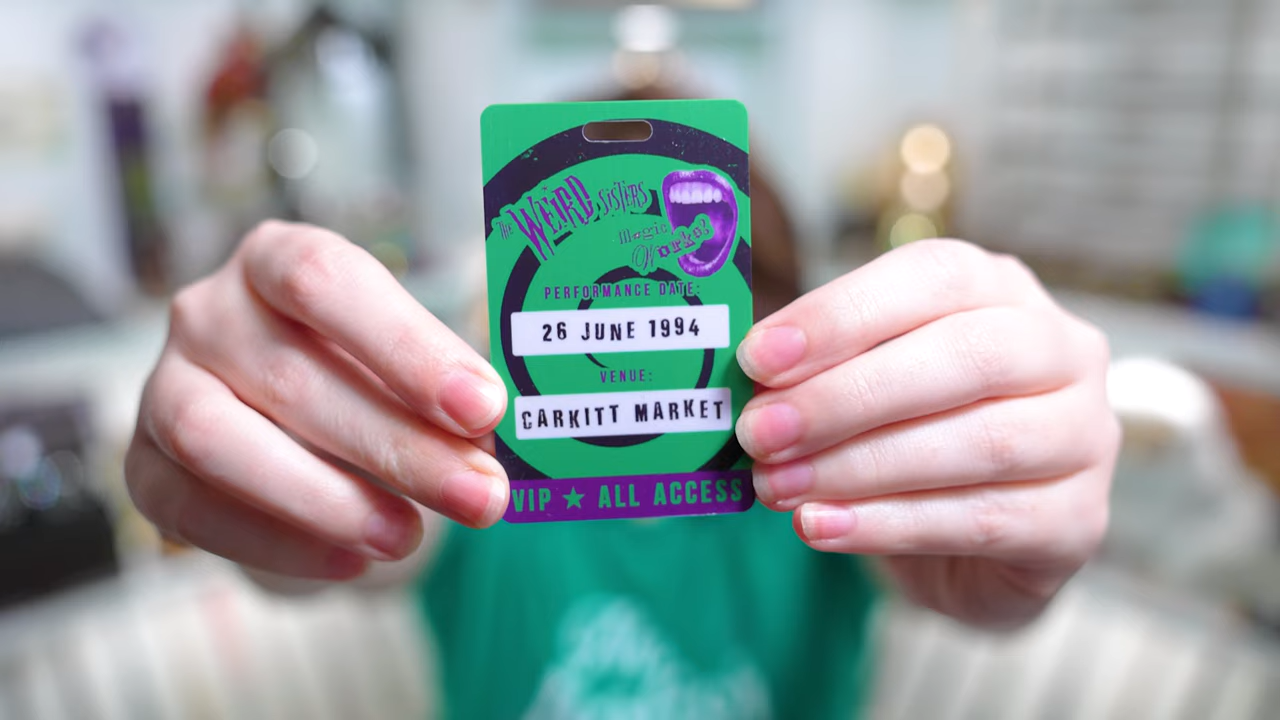 THE WEIRD SISTERS
Magic
Works!
PERFORMANCE DATE:
26 JUNE 1994
VENUE:
CARKITT MARKET
VIP ★ ALL ACCESS